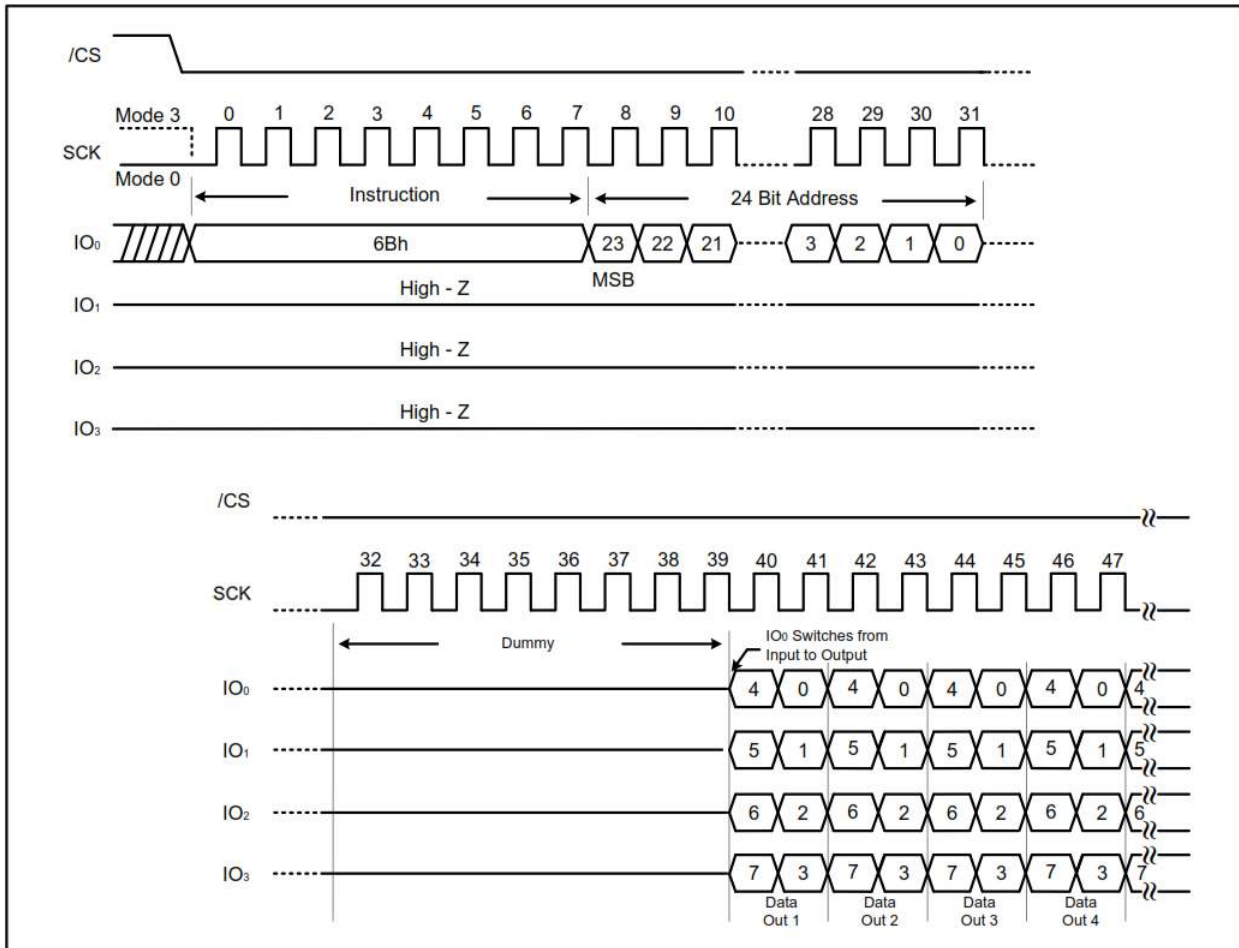 /CS
Mode 3 0 1 2 3 4 5 6 7 8 9 10 28 29 30 31
SCK
Mode 0
Instruction 24 Bit Address
IO₀ 6Bh 23 22 21 3 2 1 0
MSB
High - Z
IO₁
High - Z
IO₂
High - Z
IO₃
/CS
32 33 34 35 36 37 38 39 40 41 42 43 44 45 46 47
SCK
Dummy IO₀ Switches from
Input to Output
IO₀ 4 0 4 0 4 0 4 0 4
IO₁ 5 1 5 1 5 1 5 1 5
IO₂ 6 2 6 2 6 2 6 2 6
IO₃ 7 3 7 3 7 3 7 3 7
Data Data Data Data
Out 1 Out 2 Out 3 Out 4